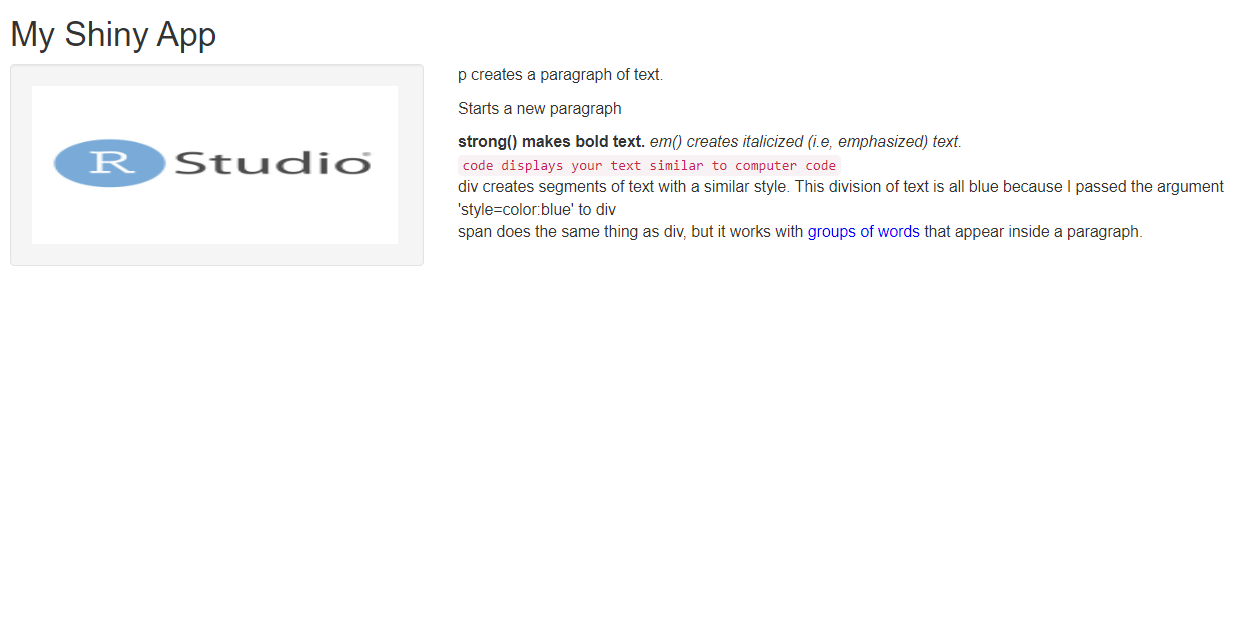 My Shiny App
R Studio®
p creates a paragraph of text.
Starts a new paragraph
strong() makes bold text. em() creates italicized (i.e, emphasized) text.
code displays your text similar to computer code
div creates segments of text with a similar style. This division of text is all blue because I passed the argument
'style=color:blue' to div
span does the same thing as div, but it works with groups of words that appear inside a paragraph.